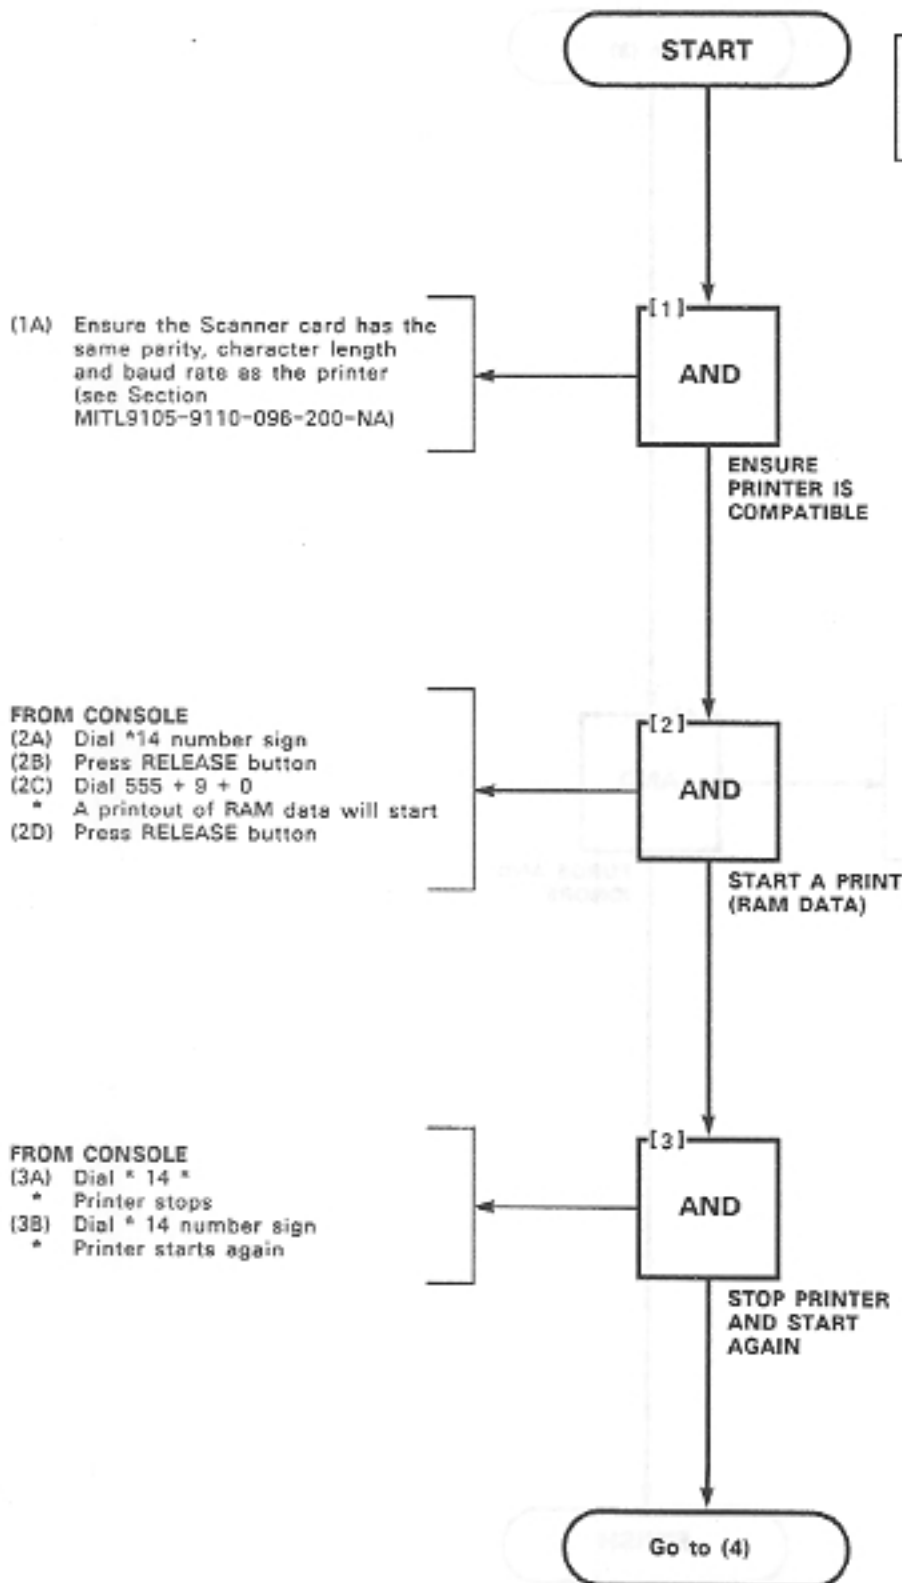 START
[1]
AND
(1A) Ensure the Scanner card has the
same parity, character length
and baud rate as the printer
(see Section
MITL9105-9110-096-200-NA)
ENSURE
PRINTER IS
COMPATIBLE
[2]
AND
FROM CONSOLE
(2A) Dial *14 number sign
(2B) Press RELEASE button
(2C) Dial 555 + 9 + 0
* A printout of RAM data will start
(2D) Press RELEASE button
START A PRINT
(RAM DATA)
[3]
AND
FROM CONSOLE
(3A) Dial * 14 *
* Printer stops
(3B) Dial * 14 number sign
* Printer starts again
STOP PRINTER
AND START
AGAIN
Go to (4)